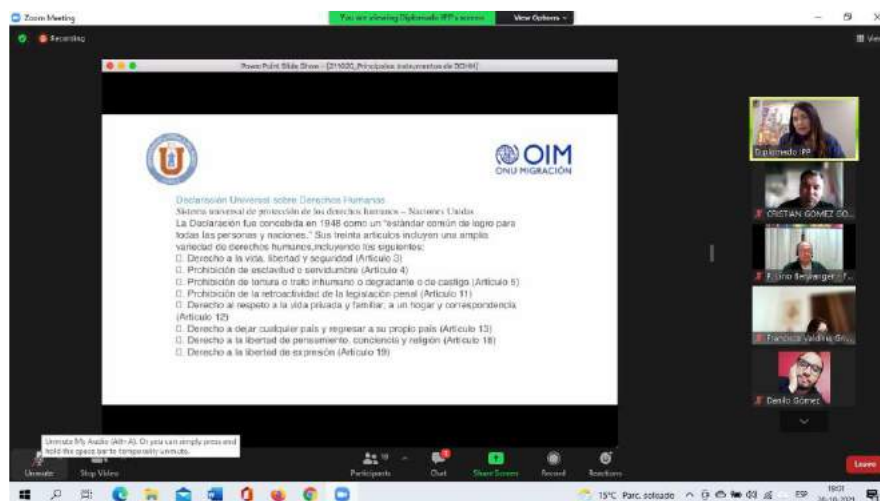 Zoom Meeting
You are viewing Diplomado IPP's screen
View Options
Recording
View
Power Point Slide Show - [211020_Principales instrumentos de DDHH]
OIM
ONU MIGRACIÓN
Declaración Universal sobre Derechos Humanos
Sistema universal de protección de los derechos humanos – Naciones Unidas
La Declaración fue concebida en 1948 como un "estándar común de logro para
todas las personas y naciones." Sus treinta artículos incluyen una amplia
variedad de derechos humanos,incluyendo los siguientes:
Derecho a la vida, libertad y seguridad (Artículo 3)
Prohibición de esclavitud o servidumbre (Artículo 4)
Prohibición de tortura o trato inhumano o degradante o de castigo (Artículo 5)
Prohibición de la retroactividad de la legislación penal (Artículo 11)
Derecho al respeto a la vida privada y familiar, a un hogar y correspondencia
(Artículo 12)
Derecho a dejar cualquier país y regresar a su propio país (Artículo 13)
Derecho a la libertad de pensamiento, conciencia y religión (Artículo 18)
Derecho a la libertad de expresión (Artículo 19)
Diplomado IPP
CRISTIAN GOMEZ GO...
P. Lino
Francisca Valdivia
Danilo Gómez
Unmute My Audio (Alt+A). Or you can simply press and
hold the space bar to temporarily unmute.
Unmute
Stop Video
Participants
Chat
Share Screen
Record
Reactions
Leave
15°C Parc. soleado
ESP
19:01